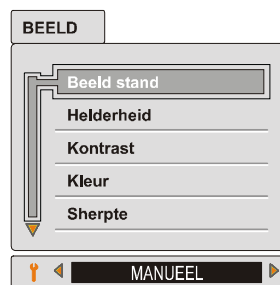 BEELD
Beeld stand
Helderheid
Kontrast
Kleur
Sherpte
MANUEEL